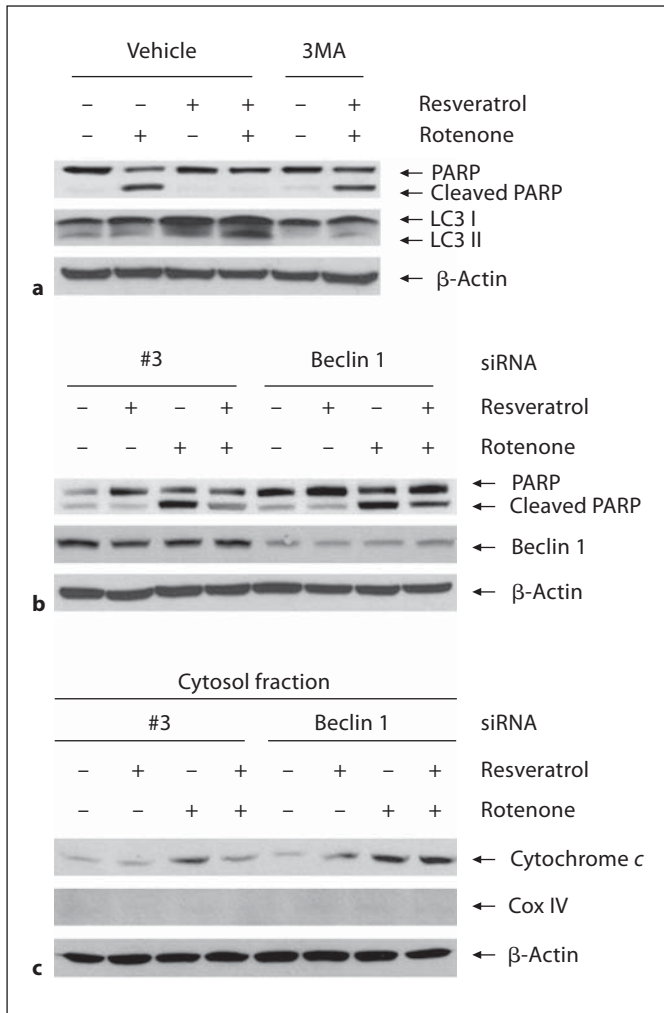 Vehicle 3MA
– – + + – + Resveratrol
– + – + – + Rotenone
PARP
Cleaved PARP
LC3 I
LC3 II
β-Actin
a
#3 Beclin 1 siRNA
– + – + – + – + Resveratrol
– – + + – – + + Rotenone
PARP
Cleaved PARP
Beclin 1
β-Actin
b
Cytosol fraction
#3 Beclin 1 siRNA
– + – + – + – + Resveratrol
– – + + – – + + Rotenone
Cytochrome c
Cox IV
β-Actin
c